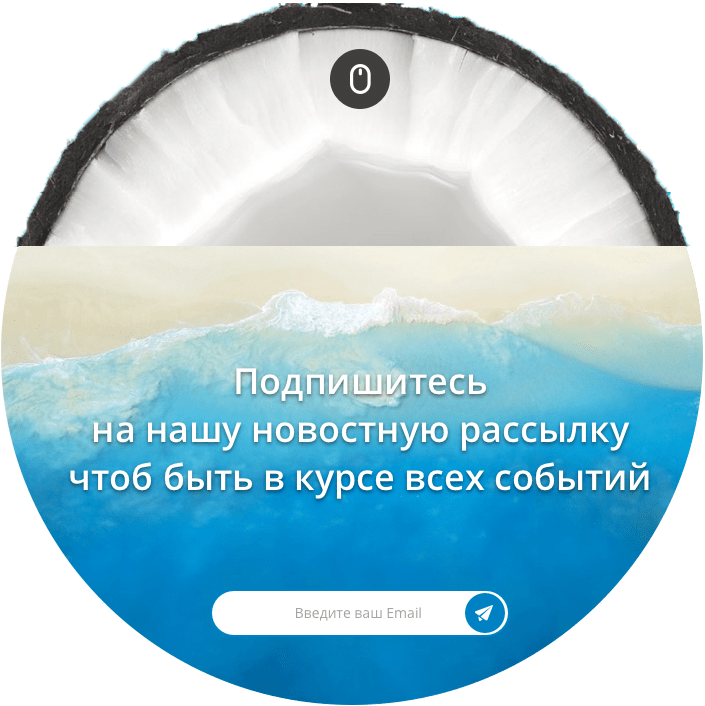 Подпишитесь
на нашу новостную рассылку
чтоб быть в курсе всех событий
Введите ваш Email